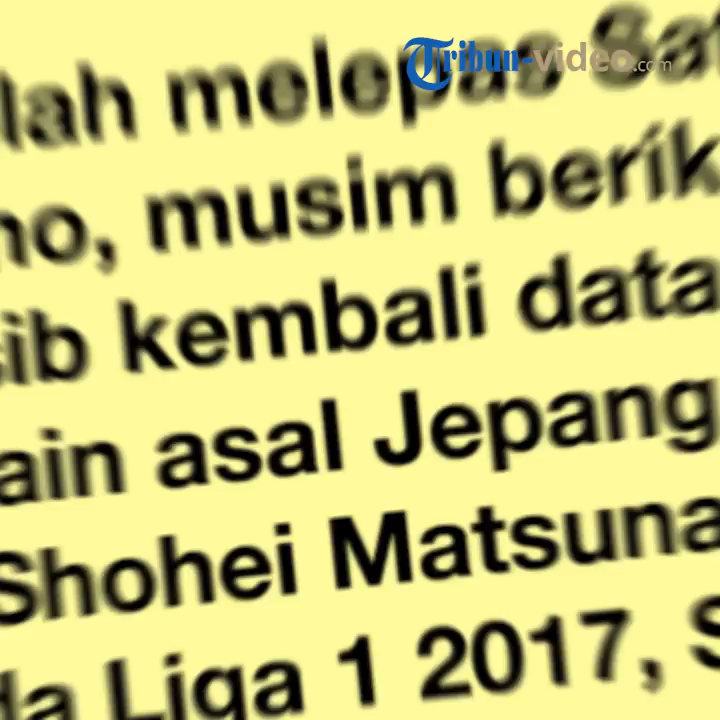 Tribun-video.com
lah melepas Sat
no, musim berik
sib kembali data
ain asal Jepang
Shohei Matsuna
da Liga 1 2017, S